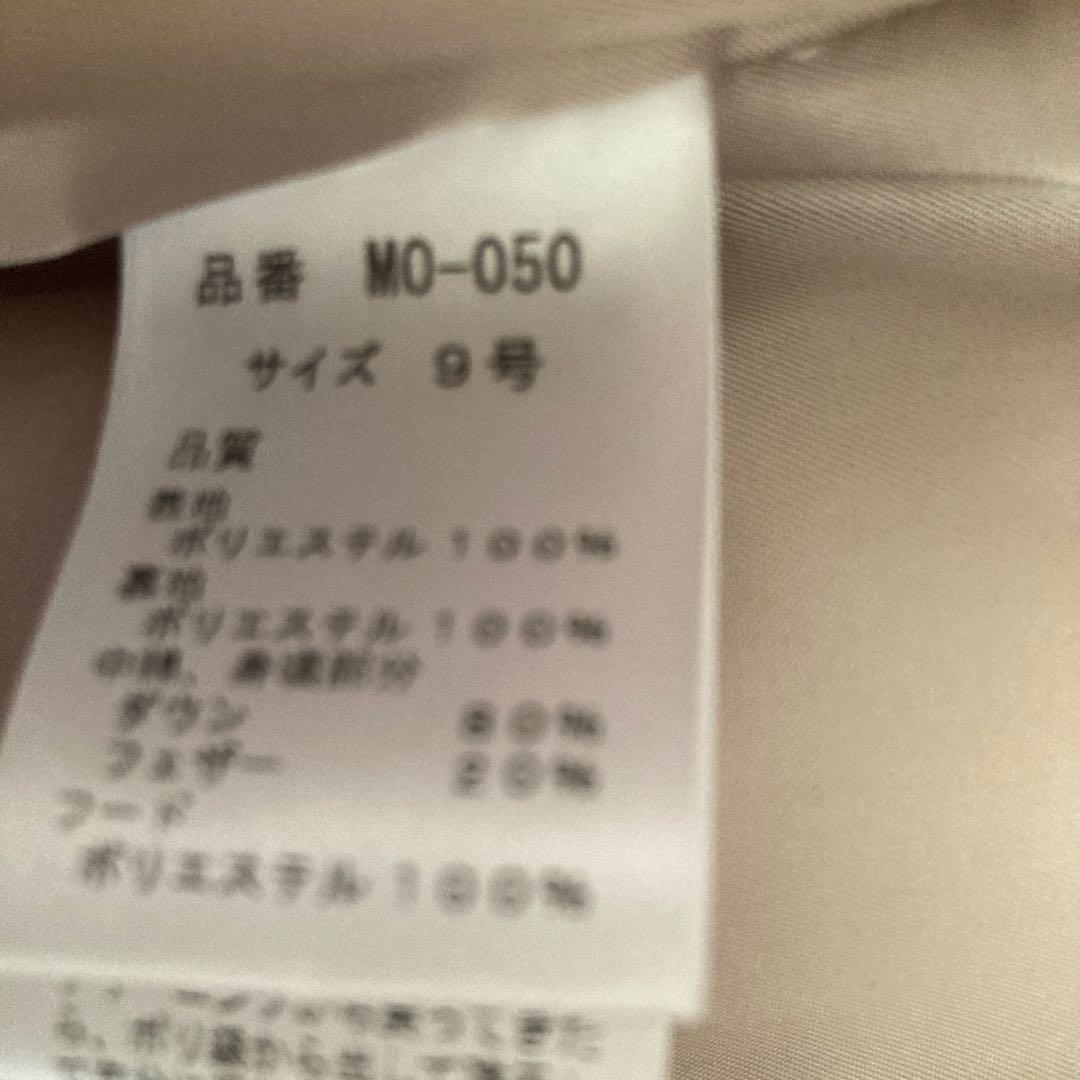 品番 MO-050
サイズ 9号
品質
表地
ポリエステル 100%
裏地
ポリエステル 100%
中綿、身頃部分
ダウン 80%
フェザー 20%
フード
ポリエステル 100%